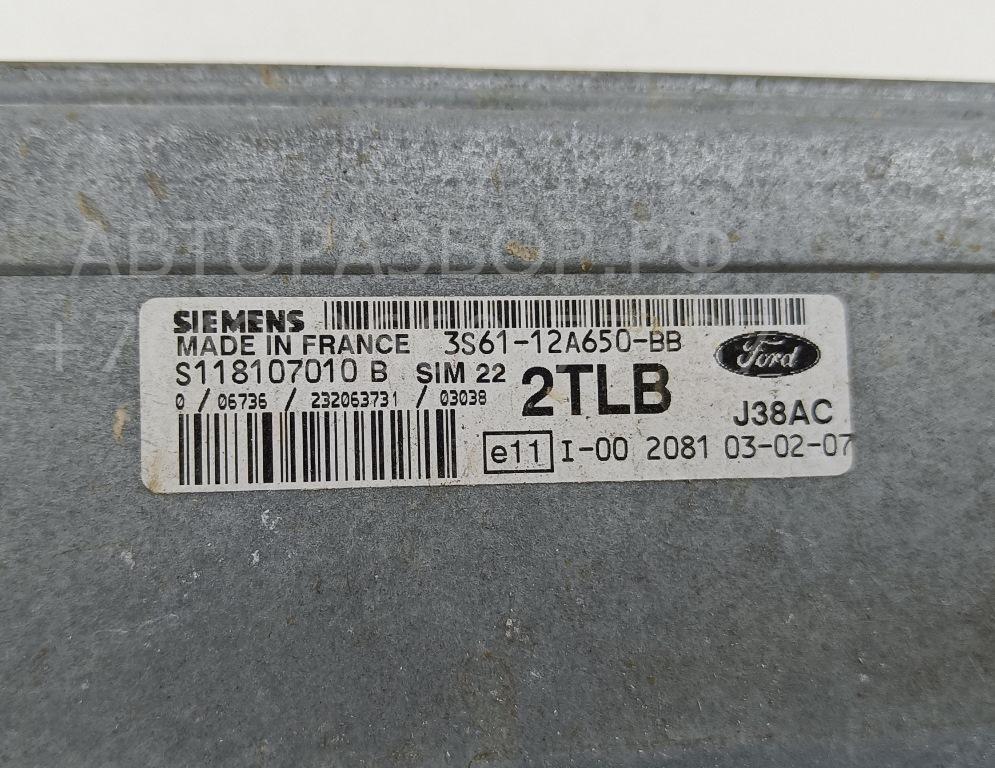 АВТОРАЗБОР.РФ
SIEMENS
MADE IN FRANCE 3S61-12A650-BB
Ford
S118107010 B SIM 22 2TLB
0 / 06736 / 232063731 / 03038
J38AC
e11 I-00 2081 03-02-07